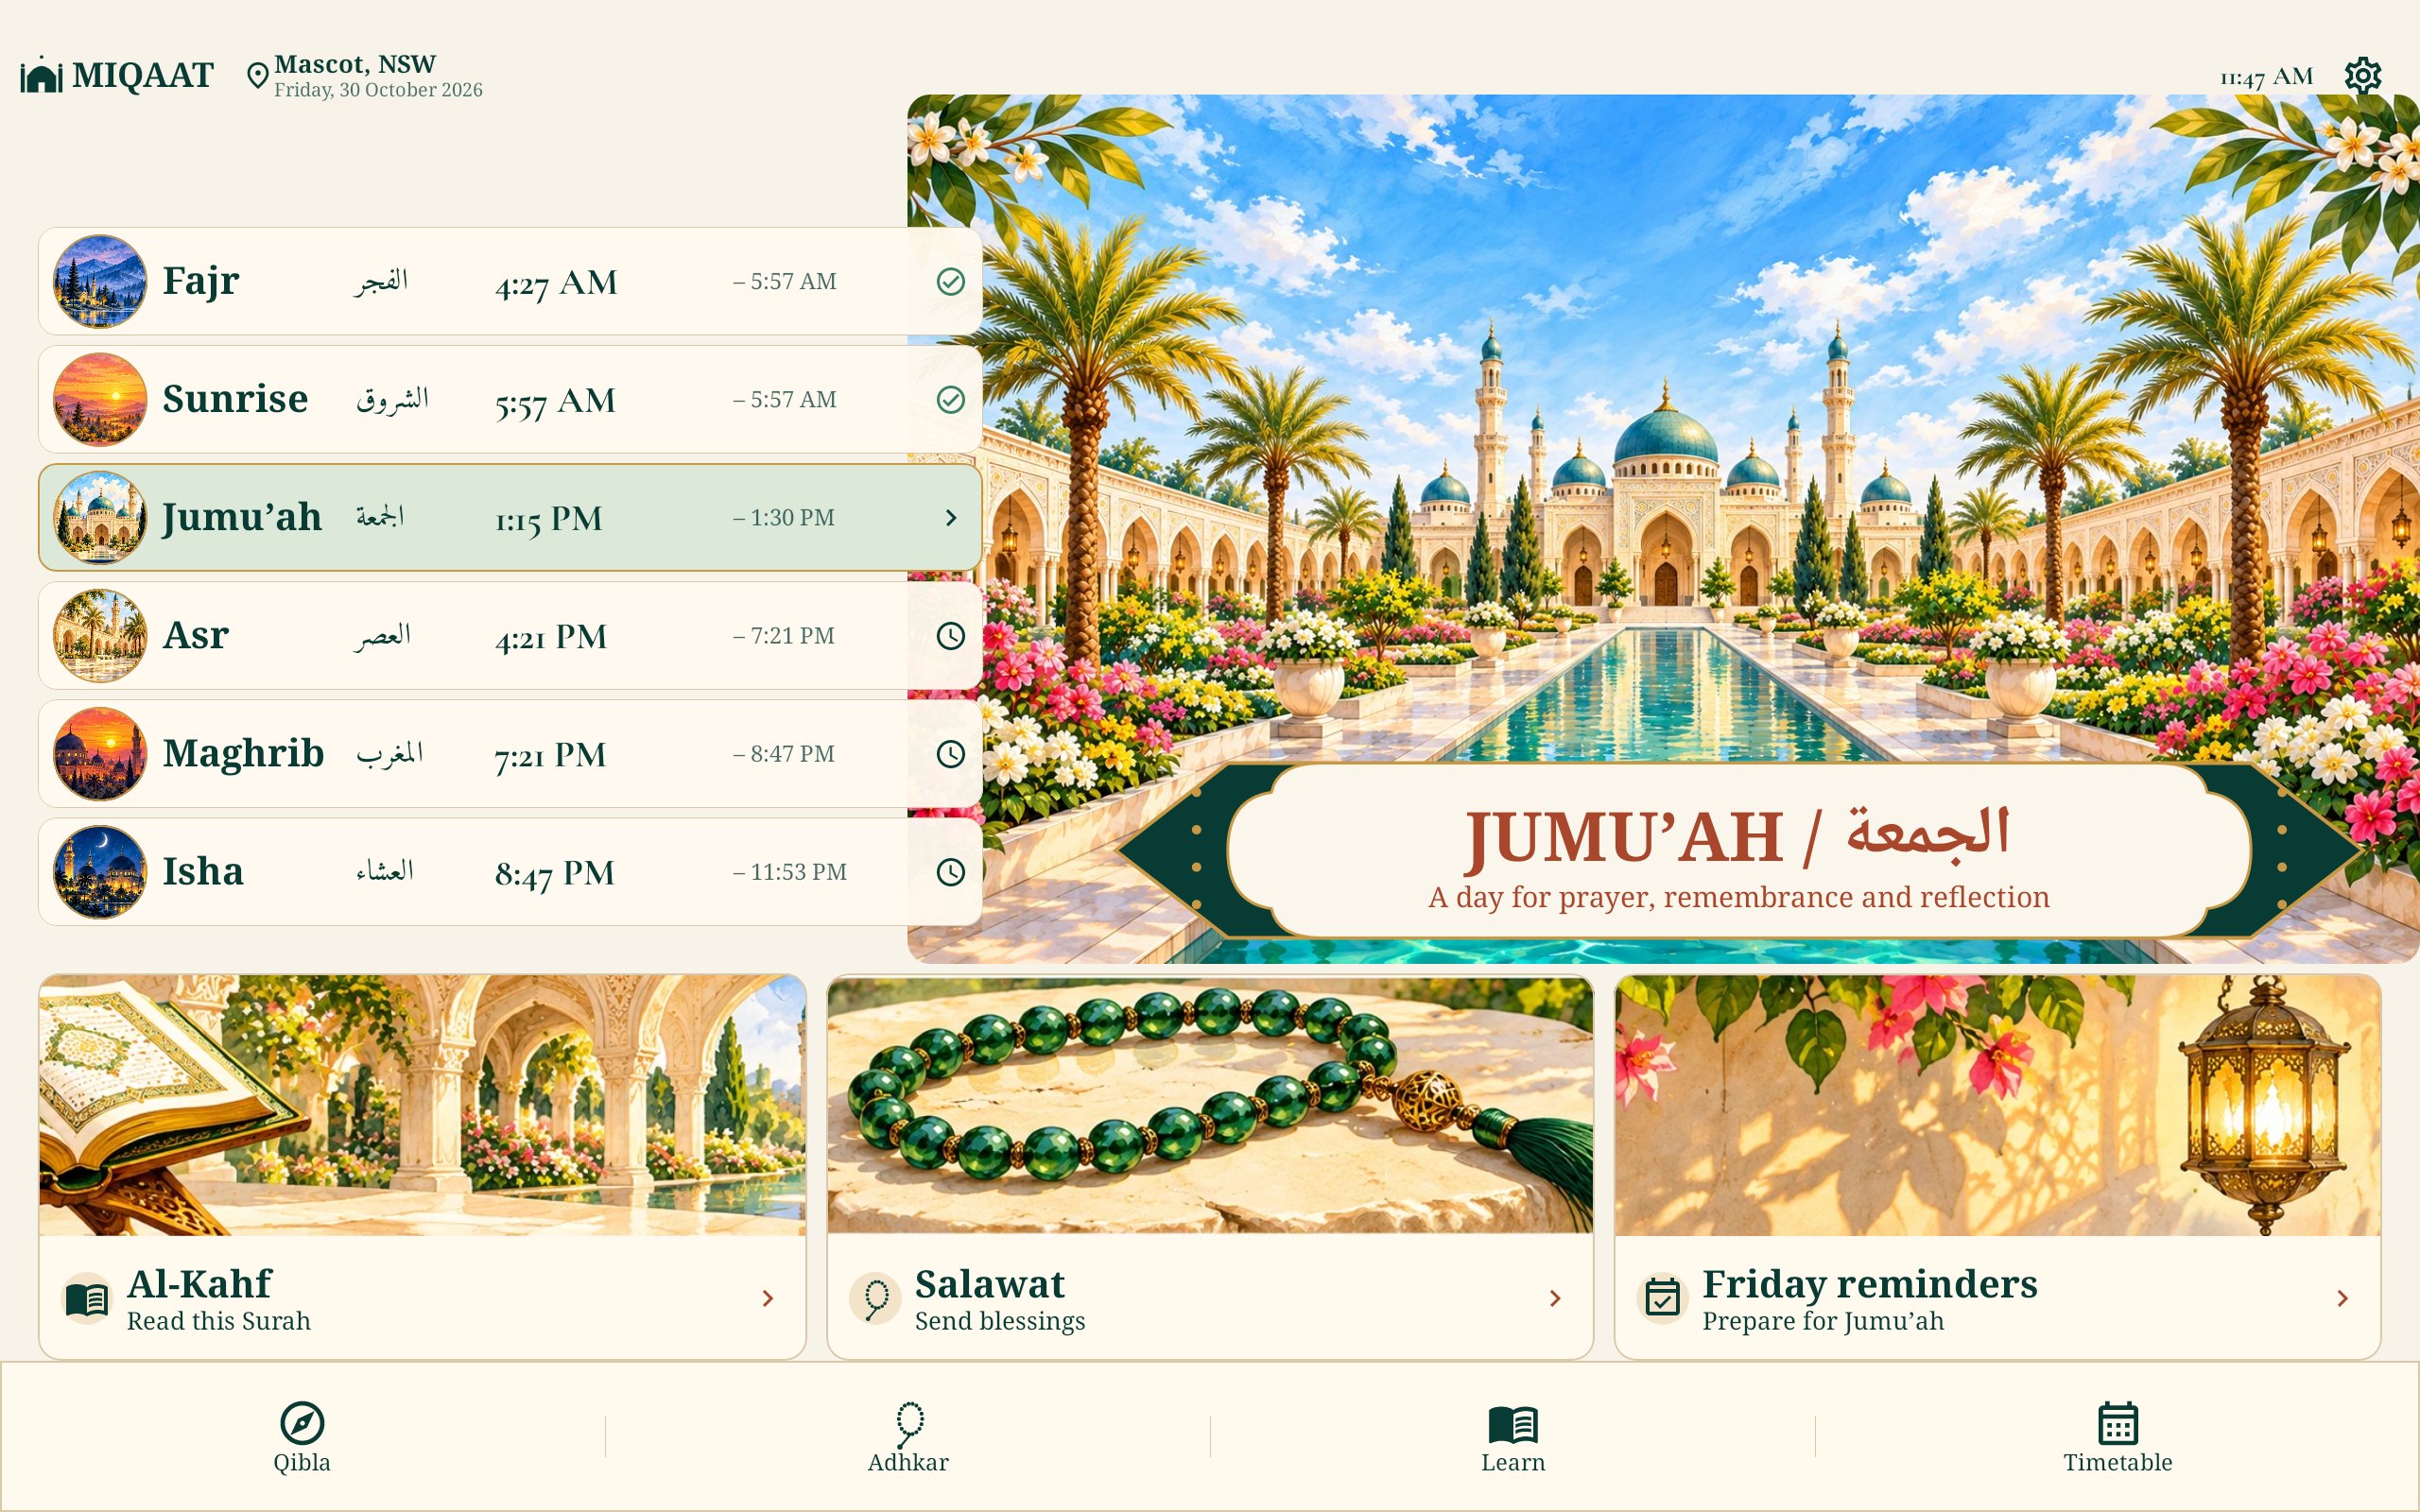 MIQAAT
Mascot, NSW
Friday, 30 October 2026
11:47 AM
Fajr الفجر 4:27 AM – 5:57 AM
Sunrise الشروق 5:57 AM – 5:57 AM
Jumu’ah الجمعة 1:15 PM – 1:30 PM
Asr العصر 4:21 PM – 7:21 PM
Maghrib المغرب 7:21 PM – 8:47 PM
Isha العشاء 8:47 PM – 11:53 PM
JUMU’AH / الجمعة
A day for prayer, remembrance and reflection
Al-Kahf
Read this Surah
Salawat
Send blessings
Friday reminders
Prepare for Jumu’ah
Qibla
Adhkar
Learn
Timetable